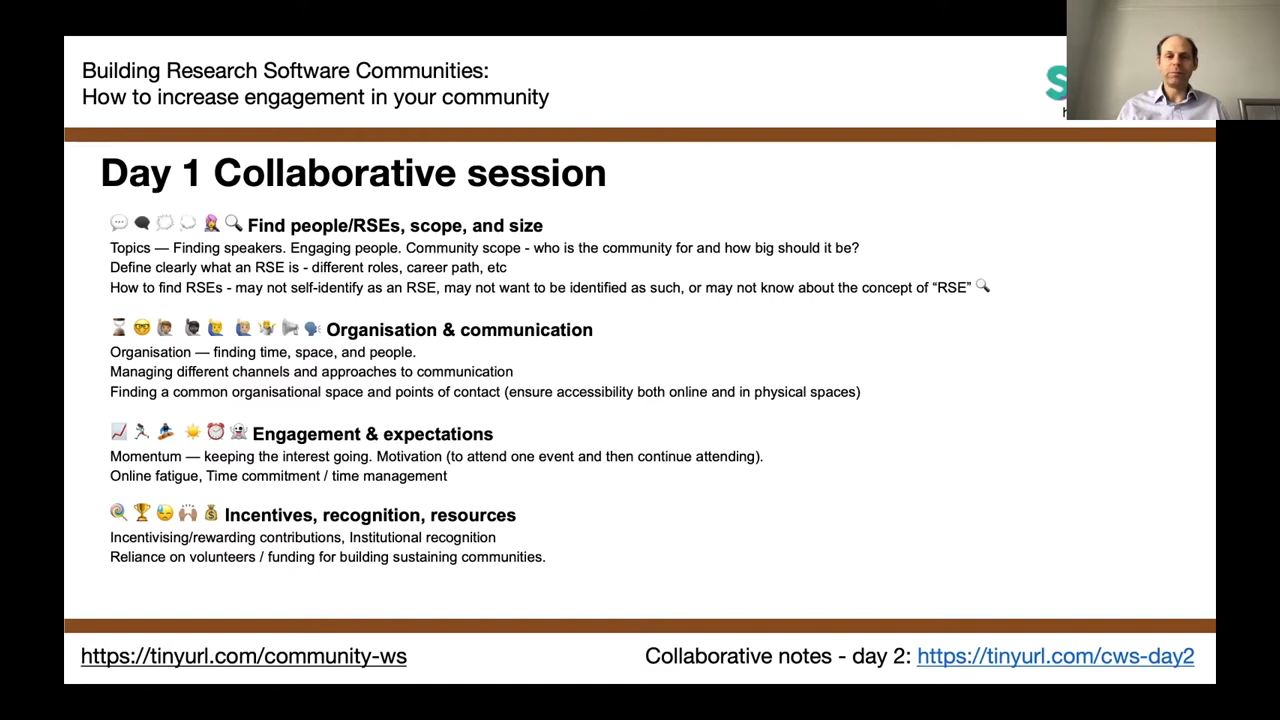 Building Research Software Communities:
How to increase engagement in your community
Day 1 Collaborative session
Find people/RSEs, scope, and size
Topics — Finding speakers. Engaging people. Community scope - who is the community for and how big should it be?
Define clearly what an RSE is - different roles, career path, etc
How to find RSEs - may not self-identify as an RSE, may not want to be identified as such, or may not know about the concept of “RSE”
Organisation & communication
Organisation — finding time, space, and people.
Managing different channels and approaches to communication
Finding a common organisational space and points of contact (ensure accessibility both online and in physical spaces)
Engagement & expectations
Momentum — keeping the interest going. Motivation (to attend one event and then continue attending).
Online fatigue, Time commitment / time management
Incentives, recognition, resources
Incentivising/rewarding contributions, Institutional recognition
Reliance on volunteers / funding for building sustaining communities.
https://tinyurl.com/community-ws
Collaborative notes - day 2: https://tinyurl.com/cws-day2